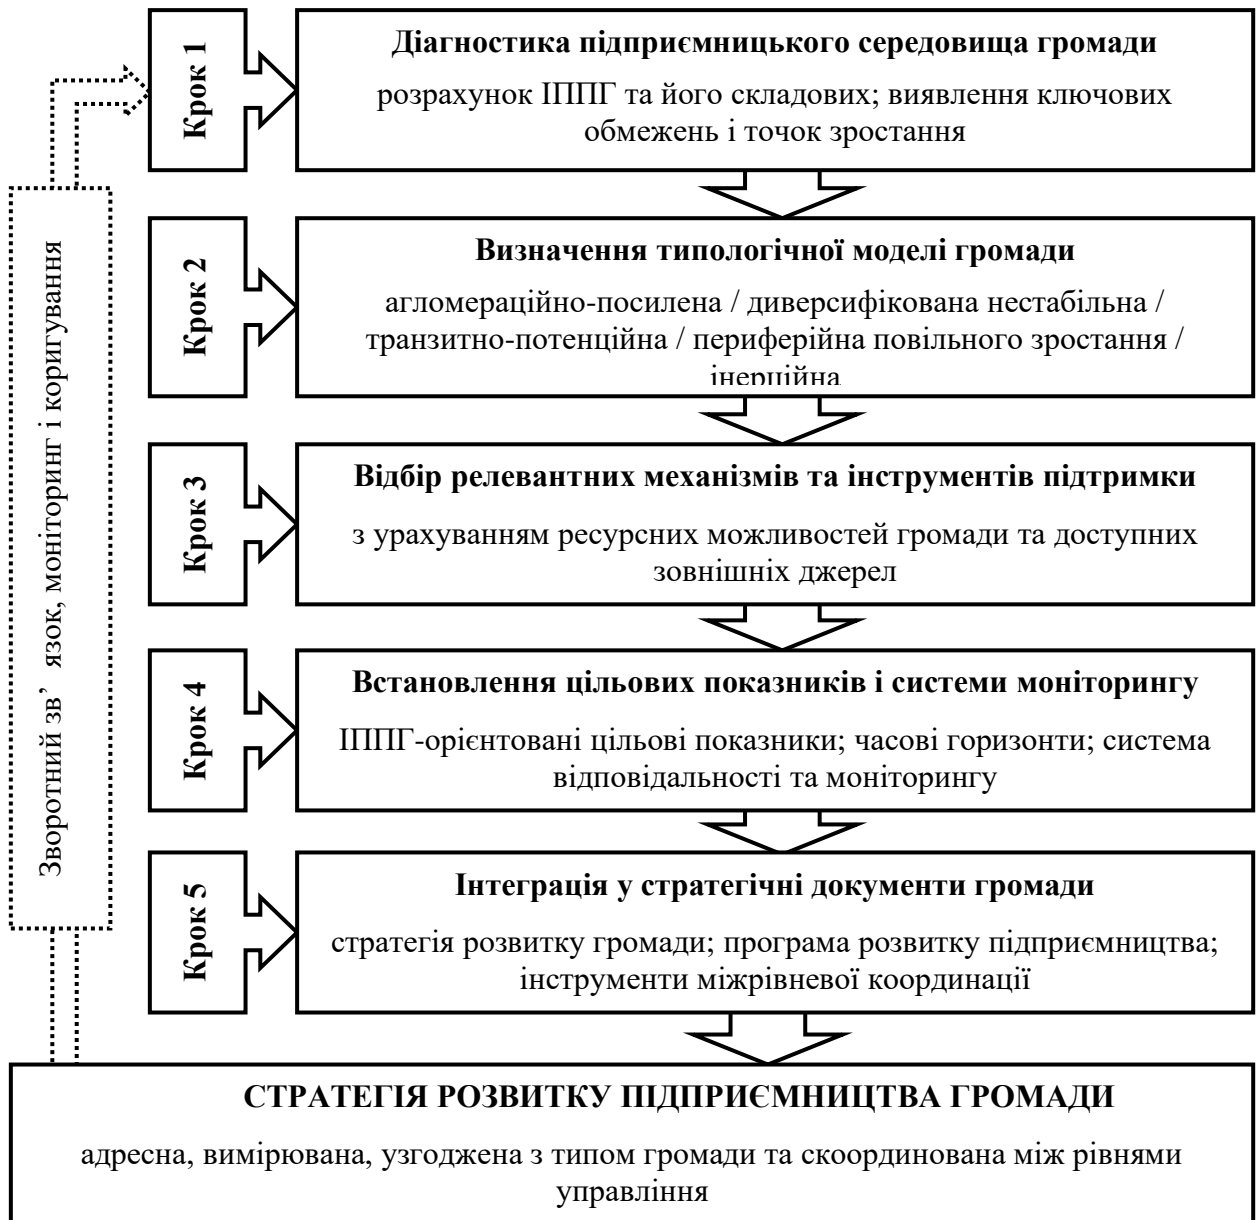 Крок 1
Діагностика підприємницького середовища громади
розрахунок ІППГ та його складових; виявлення ключових
обмежень і точок зростання
Крок 2
Визначення типологічної моделі громади
агломераційно-посилена / диверсифікована нестабільна /
транзитно-потенційна / периферійна повільного зростання /
інерційна
Крок 3
Відбір релевантних механізмів та інструментів підтримки
з урахуванням ресурсних можливостей громади та доступних
зовнішніх джерел
Крок 4
Встановлення цільових показників і системи моніторингу
ІППГ-орієнтовані цільові показники; часові горизонти; система
відповідальності та моніторингу
Крок 5
Інтеграція у стратегічні документи громади
стратегія розвитку громади; програма розвитку підприємництва;
інструменти міжрівневої координації
Зворотний зв’ язок, моніторинг і коригування
СТРАТЕГІЯ РОЗВИТКУ ПІДПРИЄМНИЦТВА ГРОМАДИ
адресна, вимірювана, узгоджена з типом громади та скоординована між рівнями
управління